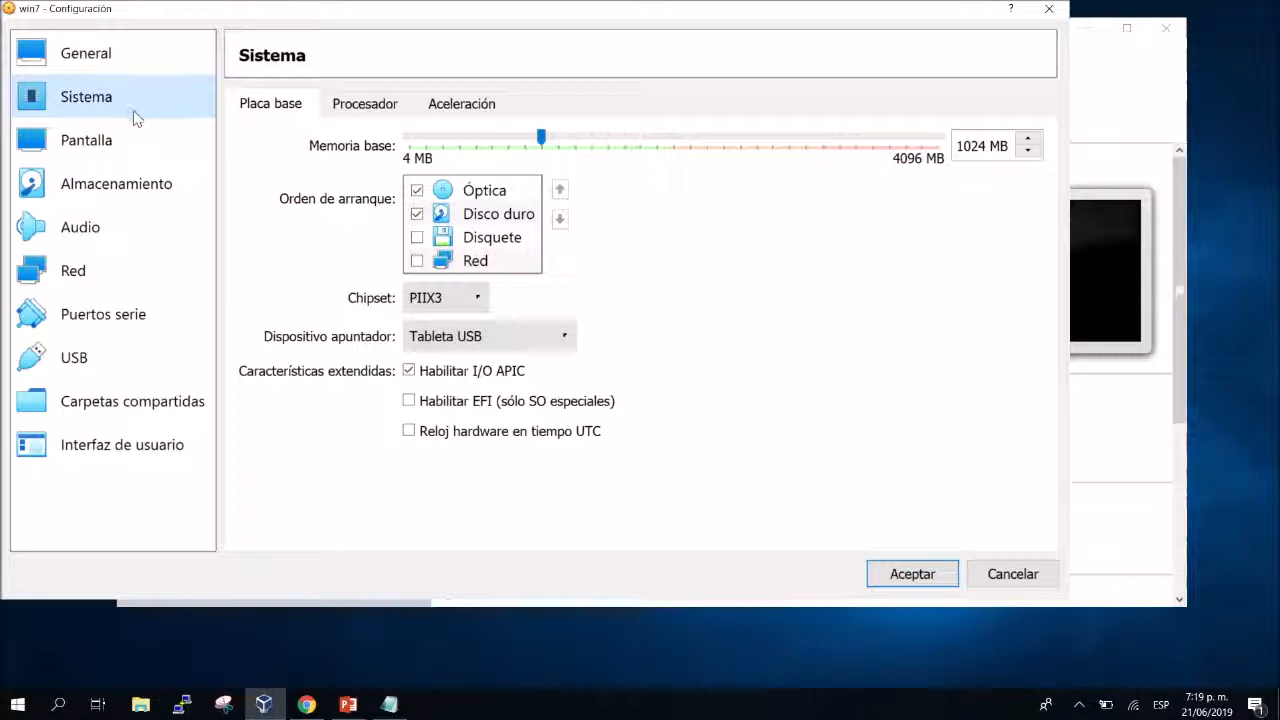 win7 - Configuración
?
General
Sistema
Pantalla
Almacenamiento
Audio
Red
Puertos serie
USB
Carpetas compartidas
Interfaz de usuario
Sistema
Placa base Procesador Aceleración
Memoria base:
4 MB 4096 MB
1024 MB
Orden de arranque:
Óptica
Disco duro
Disquete
Red
Chipset: PIIX3
Dispositivo apuntador: Tableta USB
Características extendidas: Habilitar I/O APIC
Habilitar EFI (sólo SO especiales)
Reloj hardware en tiempo UTC
Aceptar Cancelar
ESP
7:19 p. m.
21/06/2019
1